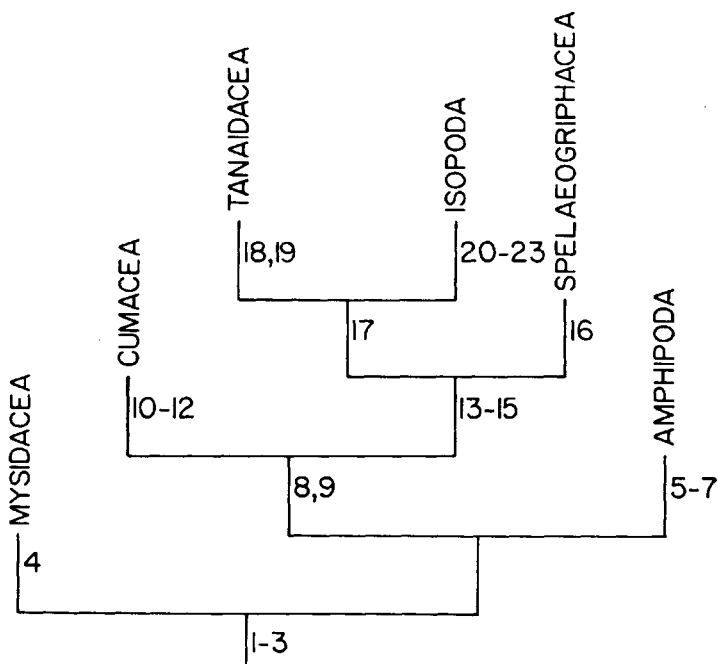 TANAIDACEA
ISOPODA
SPELAEOGRIPHACEA
18,19
20-23
CUMACEA
17
16
AMPHIPODA
MYSIDACEA
10-12
13-15
8,9
5-7
4
1-3